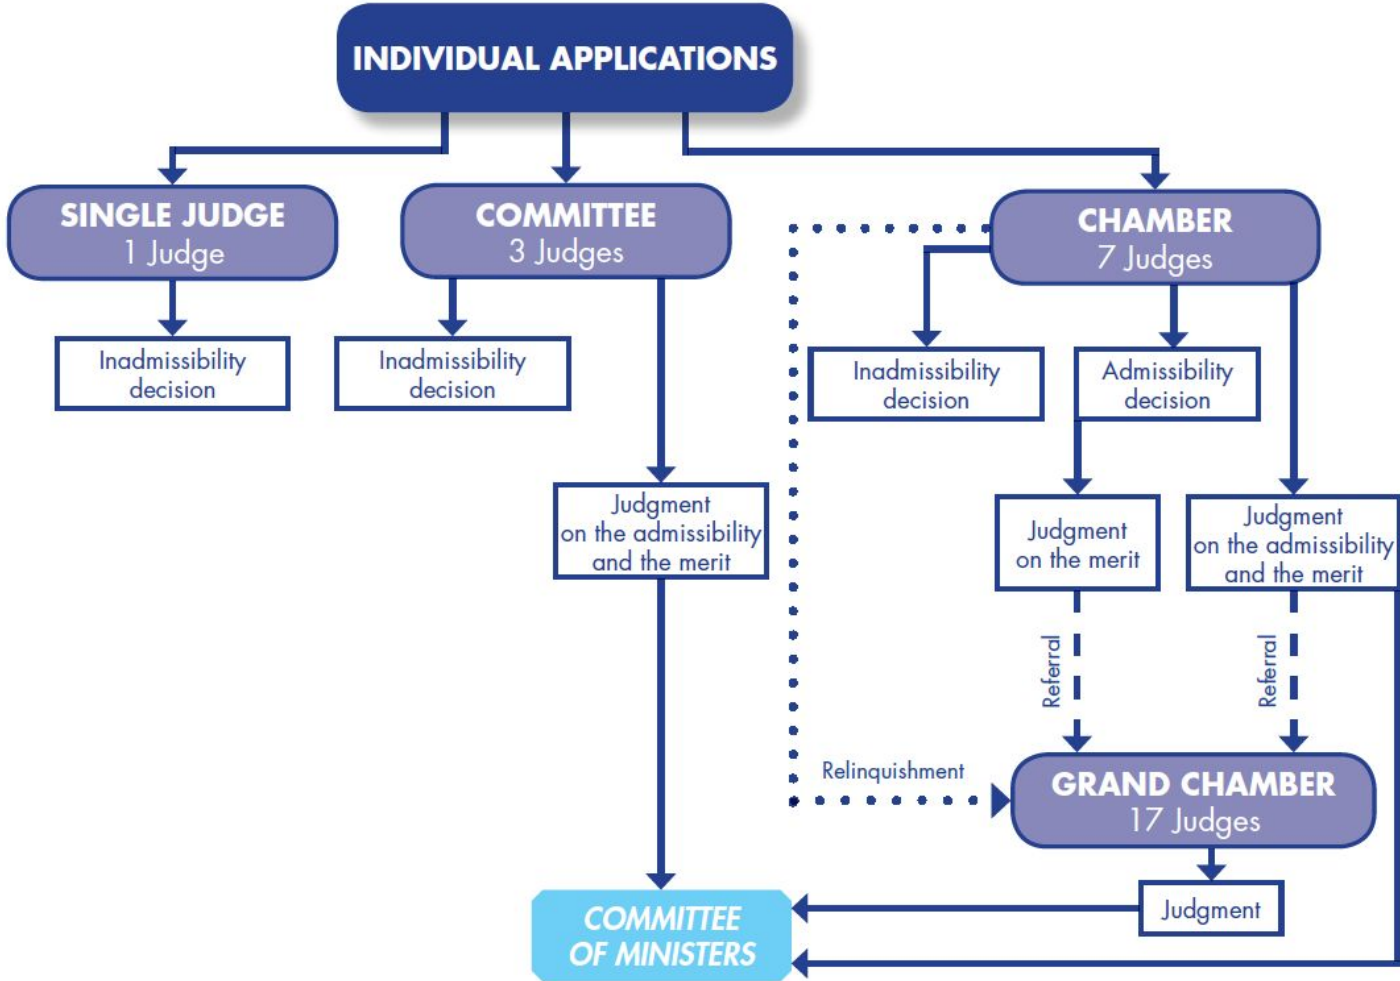 INDIVIDUAL APPLICATIONS
SINGLE JUDGE
1 Judge
COMMITTEE
3 Judges
CHAMBER
7 Judges
Inadmissibility
decision
Inadmissibility
decision
Inadmissibility
decision
Admissibility
decision
Judgment
on the admissibility
and the merit
Judgment
on the merit
Judgment
on the admissibility
and the merit
Referral
Referral
Relinquishment
GRAND CHAMBER
17 Judges
Judgment
COMMITTEE
OF MINISTERS